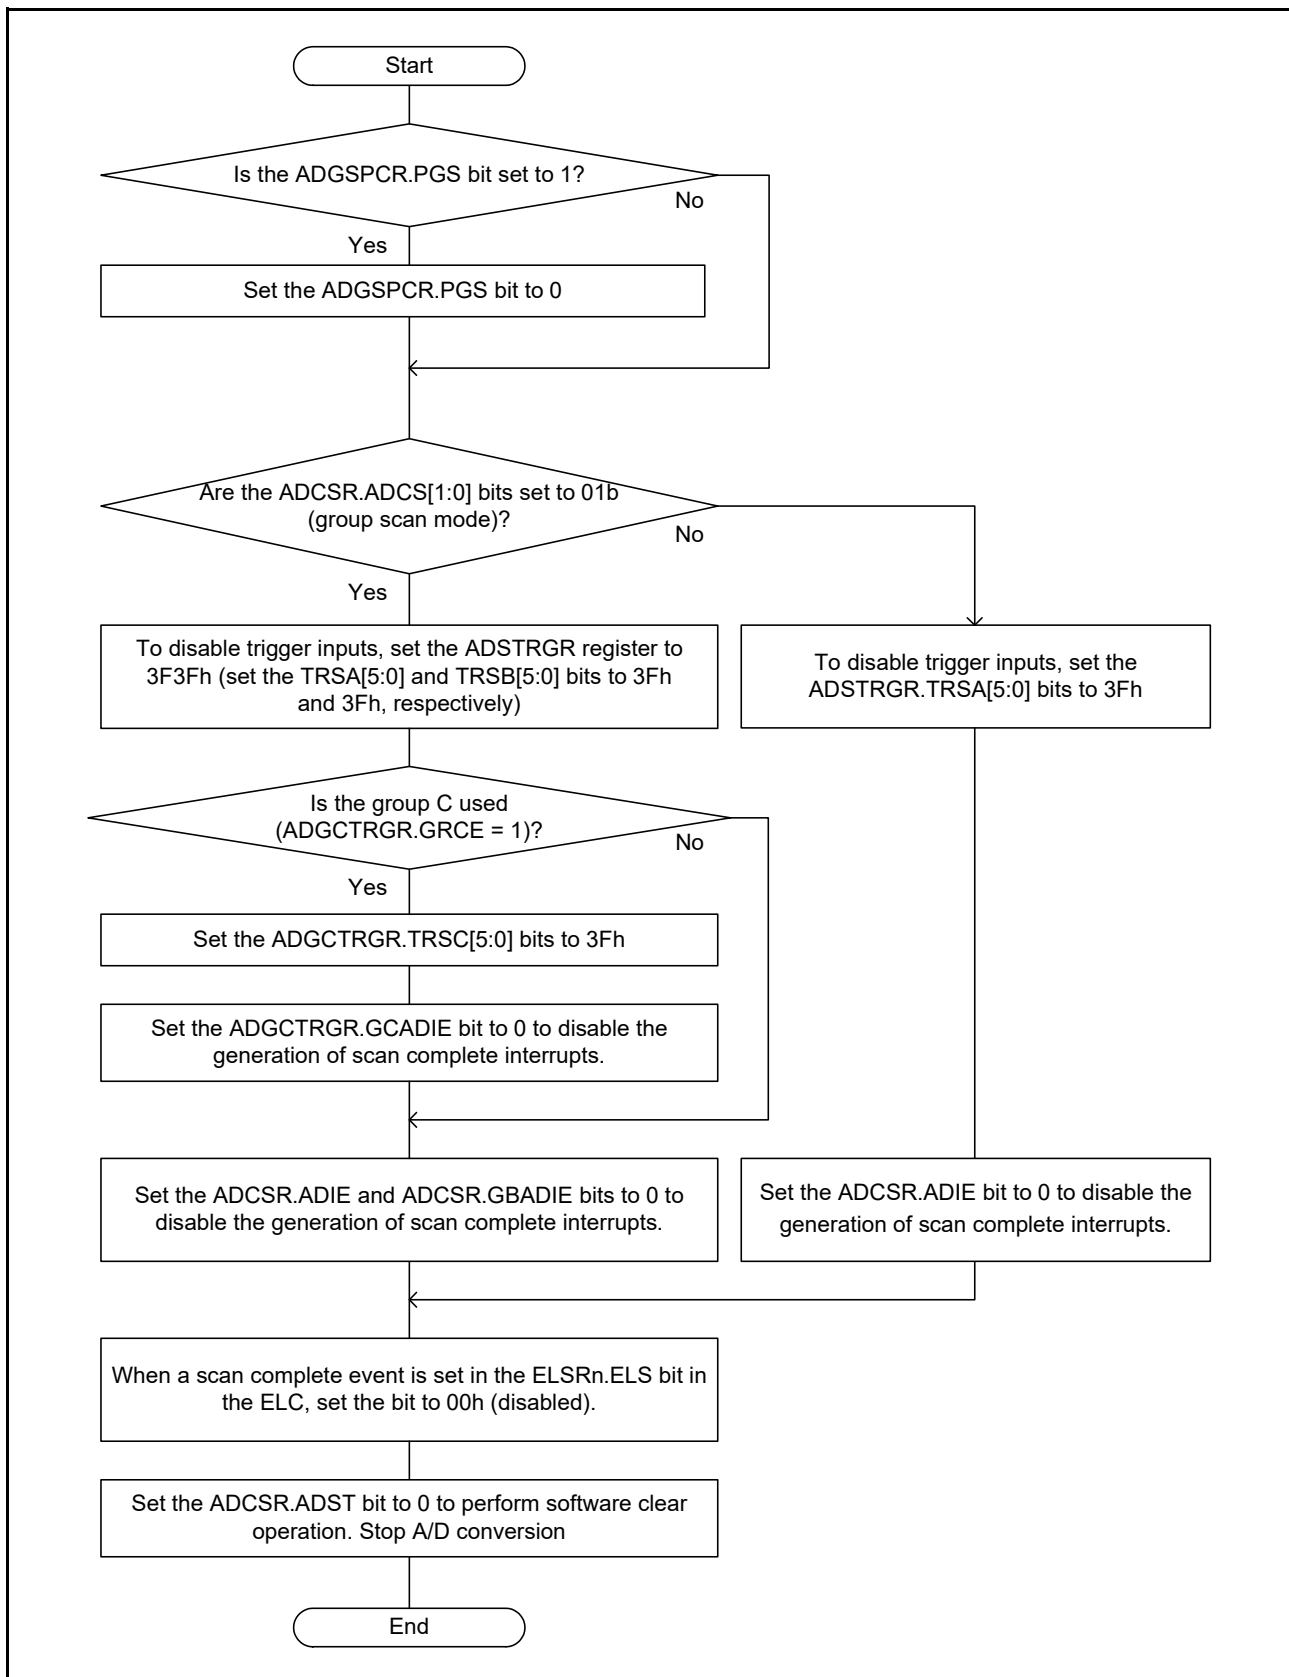 Start
Is the ADGSPCR.PGS bit set to 1?
No
Yes
Set the ADGSPCR.PGS bit to 0
Are the ADCSR.ADCS[1:0] bits set to 01b
(group scan mode)?
No
Yes
To disable trigger inputs, set the ADSTRGR register to
3F3Fh (set the TRSA[5:0] and TRSB[5:0] bits to 3Fh
and 3Fh, respectively)
To disable trigger inputs, set the
ADSTRGR.TRSA[5:0] bits to 3Fh
Is the group C used
(ADGCTRGR.GRCE = 1)?
No
Yes
Set the ADGCTRGR.TRSC[5:0] bits to 3Fh
Set the ADGCTRGR.GCADIE bit to 0 to disable the
generation of scan complete interrupts.
Set the ADCSR.ADIE and ADCSR.GBADIE bits to 0 to
disable the generation of scan complete interrupts.
Set the ADCSR.ADIE bit to 0 to disable the
generation of scan complete interrupts.
When a scan complete event is set in the ELSRn.ELS bit in
the ELC, set the bit to 00h (disabled).
Set the ADCSR.ADST bit to 0 to perform software clear
operation. Stop A/D conversion
End